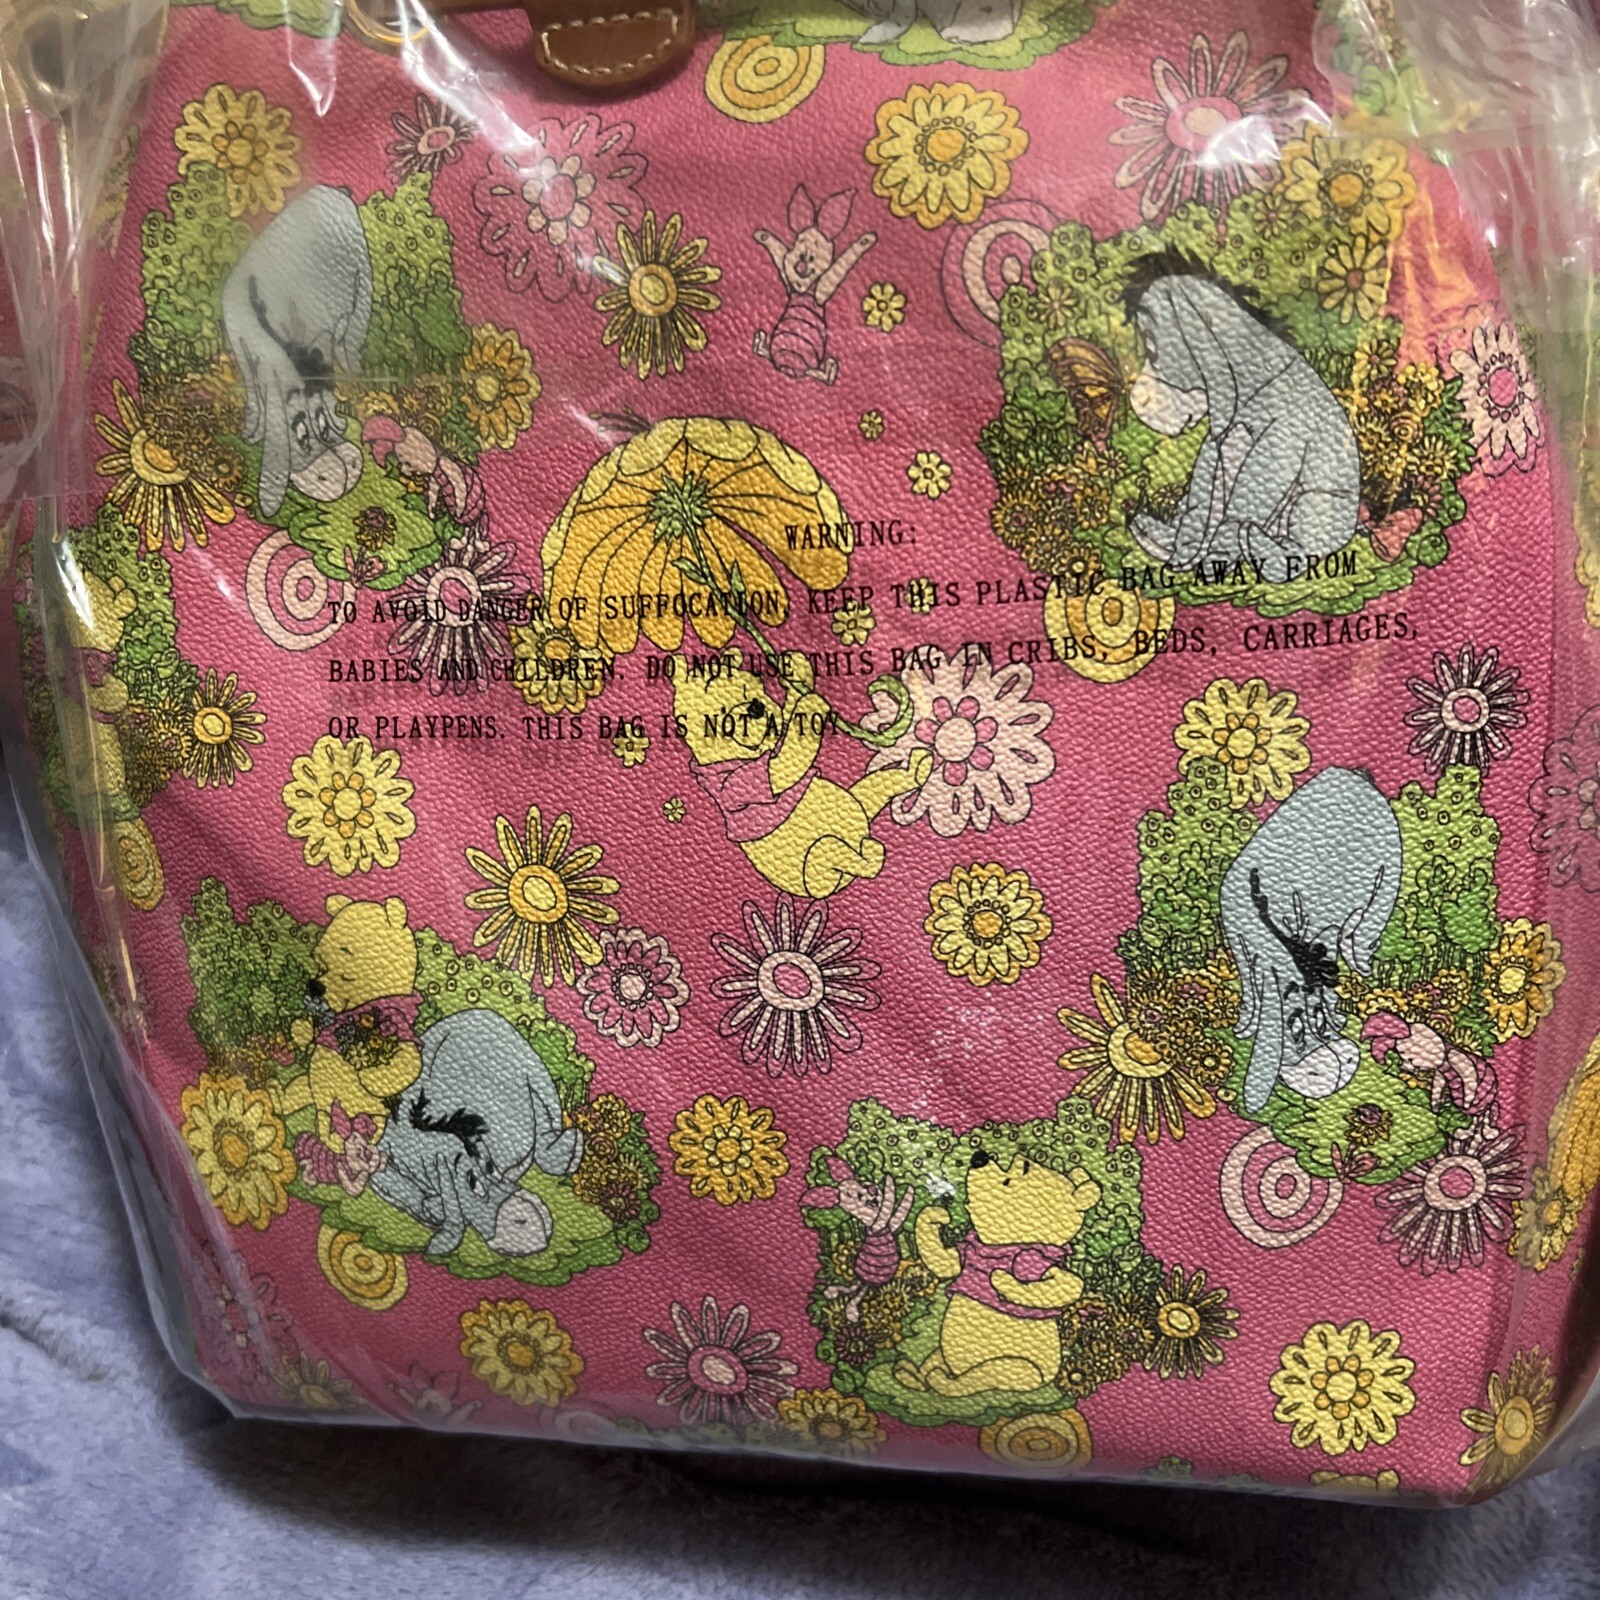 WARNING:
TO AVOID DANGER OF SUFFOCATION, KEEP THIS PLASTIC BAG AWAY FROM
BABIES AND CHILDREN. DO NOT USE THIS BAG IN CRIBS, BEDS, CARRIAGES,
OR PLAYPENS. THIS BAG IS NOT A TOY